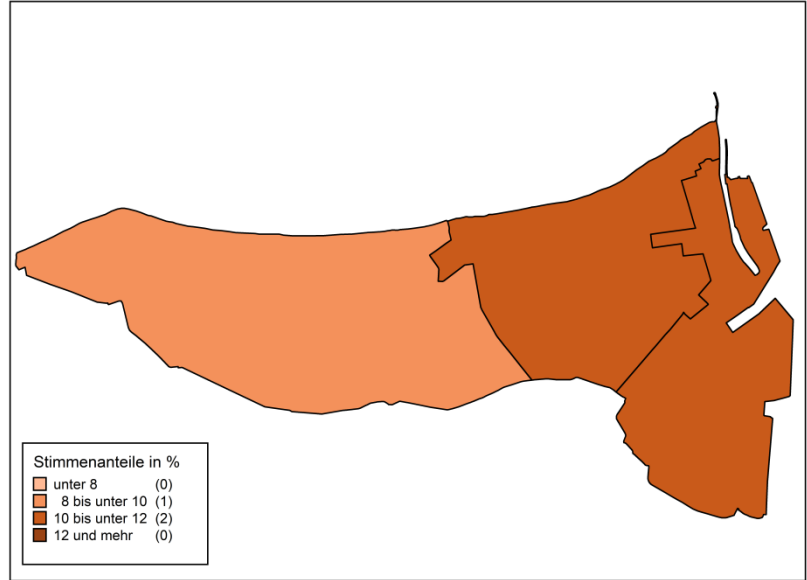 Stimmenanteile in %
unter 8 (0)
8 bis unter 10 (1)
10 bis unter 12 (2)
12 und mehr (0)